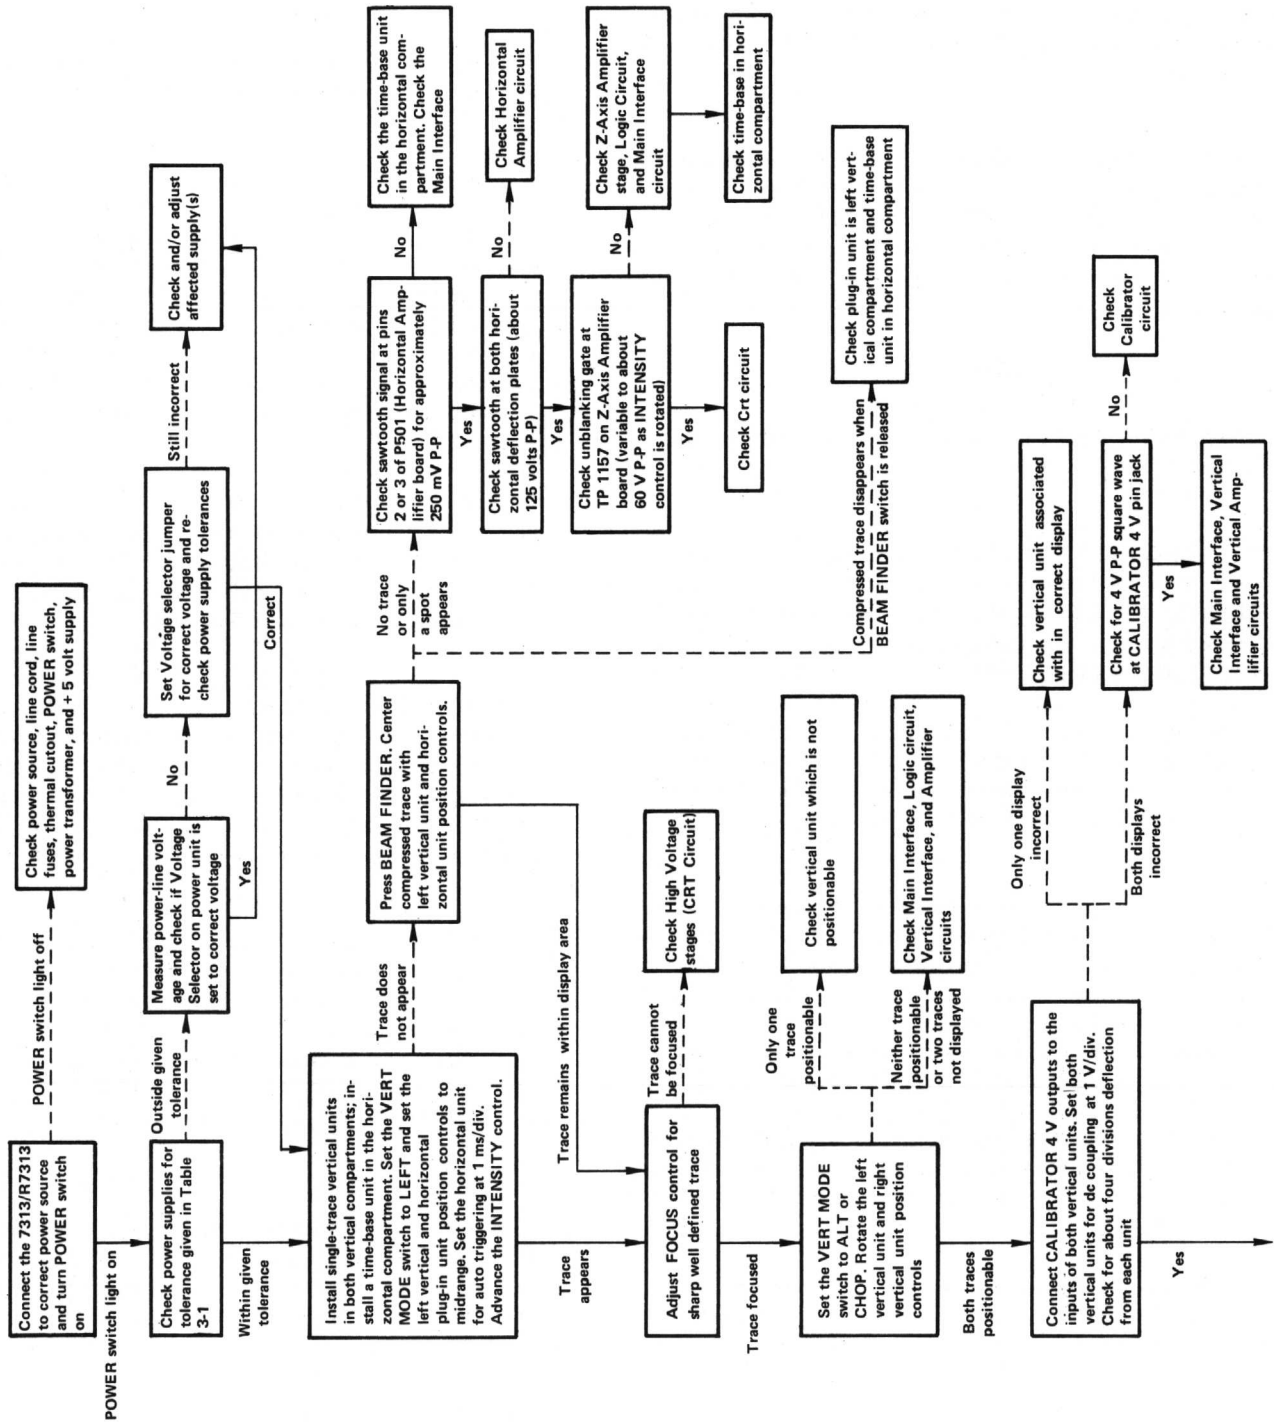 Connect the 7313/R7313
to correct power source
and turn POWER switch
on
POWER switch light off
Check power source, line cord, line
fuses, thermal cutout, POWER switch,
power transformer, and + 5 volt supply
POWER switch light on
Check power supplies for
tolerance given in Table
3-1
Outside given
tolerance
Measure power-line volt-
age and check if Voltage
Selector on power unit is
set to correct voltage
No
Set Voltage selector jumper
for correct voltage and re-
check power supply tolerances
Still incorrect
Check and/or adjust
affected supply(s)
Yes
Correct
Within given
tolerance
Install single-trace vertical units
in both vertical compartments; in-
stall a time-base unit in the hori-
zontal compartment. Set the VERT
MODE switch to LEFT and set the
left vertical and horizontal
plug-in unit position controls to
midrange. Set the horizontal unit
for auto triggering at 1 ms/div.
Advance the INTENSITY control.
Trace does
not appear
Press BEAM FINDER. Center
compressed trace with
left vertical unit and hori-
zontal unit position controls.
No trace
or only
a spot
appears
Check sawtooth signal at pins
2 or 3 of P501 (Horizontal Amp-
lifier board) for approximately
250 mV P-P
No
Check the time-base unit
in the horizontal com-
partment. Check the
Main Interface
Yes
Check sawtooth at both hori-
zontal deflection plates (about
125 volts P-P)
No
Check Horizontal
Amplifier circuit
Yes
Check unblanking gate at
TP 1157 on Z-Axis Amplifier
board (variable to about
60 V P-P as INTENSITY
control is rotated)
No
Check Z-Axis Amplifier
stage, Logic Circuit,
and Main Interface
circuit
Check time-base in hori-
zontal compartment
Yes
Check Crt circuit
Compressed trace disappears when
BEAM FINDER switch is released
Check plug-in unit is left vert-
ical compartment and time-base
unit in horizontal compartment
Trace remains within display area
Trace
appears
Adjust FOCUS control for
sharp well defined trace
Trace cannot
be focused
Check High Voltage
stages (CRT Circuit)
Trace focused
Set the VERT MODE
switch to ALT or
CHOP. Rotate the left
vertical unit and right
vertical unit position
controls
Only one
trace
positionable
Check vertical unit which is not
positionable
Neither trace
positionable
or two traces
not displayed
Check Main Interface, Logic circuit,
Vertical Interface, and Amplifier
circuits
Both traces
positionable
Connect CALIBRATOR 4 V outputs to the
inputs of both vertical units. Set both
vertical units for dc coupling at 1 V/div.
Check for about four divisions deflection
from each unit
Only one display
incorrect
Check vertical unit associated
with in correct display
Both displays
incorrect
Check for 4 V P-P square wave
at CALIBRATOR 4 V pin jack
No
Check
Calibrator
circuit
Yes
Check Main Interface, Vertical
Interface and Vertical Amp-
lifier circuits
Yes